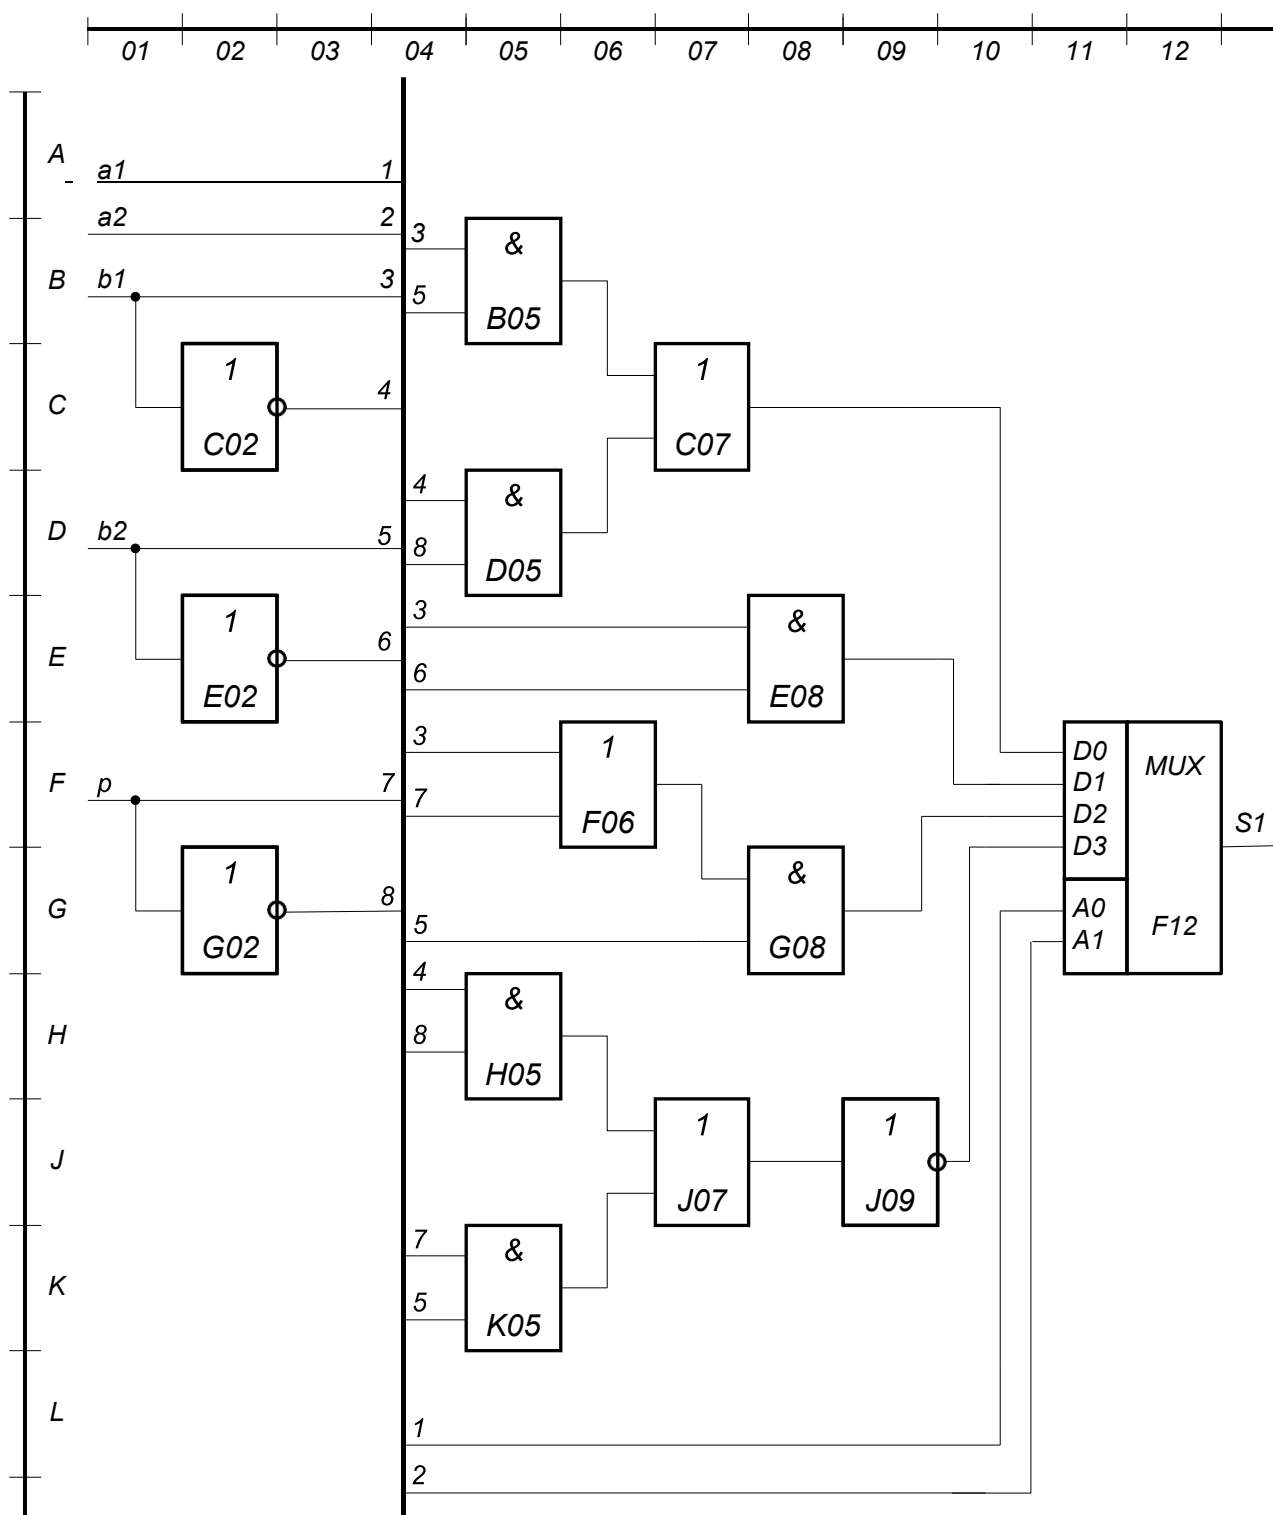 01 02 03 04 05 06 07 08 09 10 11 12
A a1 1
a2 2
3 &
B b1 3
5
B05
1 1
C 4
C02 C07
4 &
D b2 5
8
D05
1 3 &
E 6
6
E02 E08
3 1 D0 MUX
F p 7 D1
7 F06 D2
S1
D3
1 8 &
G A0 F12
5 A1
G02 G08
4 &
H 8
H05
1 1
J
J07 J09
7 &
K
5
K05
L
1
2